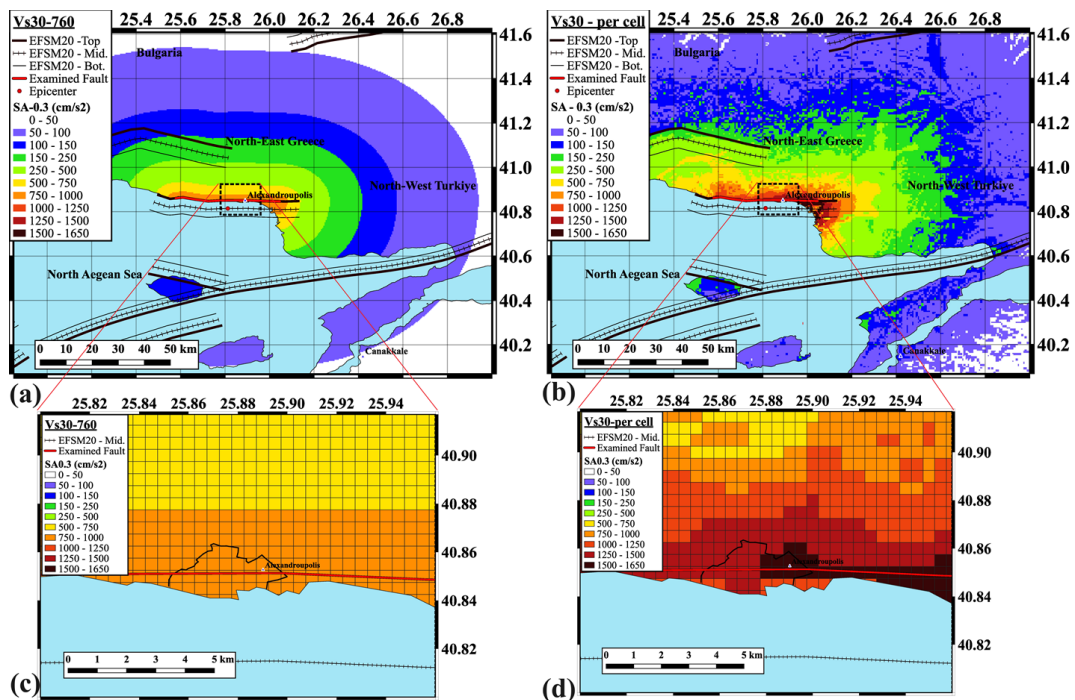 25.4 25.6 25.8 26.0 26.2 26.4 26.6 26.8
Vs30-760
EFSM20 -Top
EFSM20 - Mid.
EFSM20 - Bot.
Examined Fault
Epicenter
SA-0.3 (cm/s2)
0 - 50
50 - 100
100 - 150
150 - 250
250 - 500
500 - 750
750 - 1000
1000 - 1250
1250 - 1500
1500 - 1650
Bulgaria
North-East Greece
North-West Turkiye
Alexandroupolis
North Aegean Sea
Canakkale
0 10 20 30 40 50 km
41.6
41.4
41.2
41.0
40.8
40.6
40.4
40.2
(a)
25.4 25.6 25.8 26.0 26.2 26.4 26.6 26.8
Vs30 - per cell
EFSM20 -Top
EFSM20 - Mid.
EFSM20 - Bot.
Examined Fault
Epicenter
SA - 0.3 (cm/s2)
0 - 50
50 - 100
100 - 150
150 - 250
250 - 500
500 - 750
750 - 1000
1000 - 1250
1250 - 1500
1500 - 1650
Bulgaria
North-East Greece
North-West Turkiye
Alexendroupolis
North Aegean Sea
Canakkale
0 10 20 30 40 50 km
41.6
41.4
41.2
41.0
40.8
40.6
40.4
40.2
(b)
25.82 25.84 25.86 25.88 25.90 25.92 25.94
Vs30-760
EFSM20 - Mid.
Examined Fault
SA0.3 (cm/s2)
0 - 50
50 - 100
100 - 150
150 - 250
250 - 500
500 - 750
750 - 1000
1000 - 1250
1250 - 1500
1500 - 1650
Alexandroupolis
0 1 2 3 4 5 km
40.90
40.88
40.86
40.84
40.82
(c)
25.82 25.84 25.86 25.88 25.90 25.92 25.94
Vs30-per cell
EFSM20 - Mid.
Examined Fault
SA0.3 (cm/s2)
0 - 50
50 - 100
100 - 150
150 - 250
250 - 500
500 - 750
750 - 1000
1000 - 1250
1250 - 1500
1500 - 1650
Alexandroupolis
0 1 2 3 4 5 km
40.90
40.88
40.86
40.84
40.82
(d)